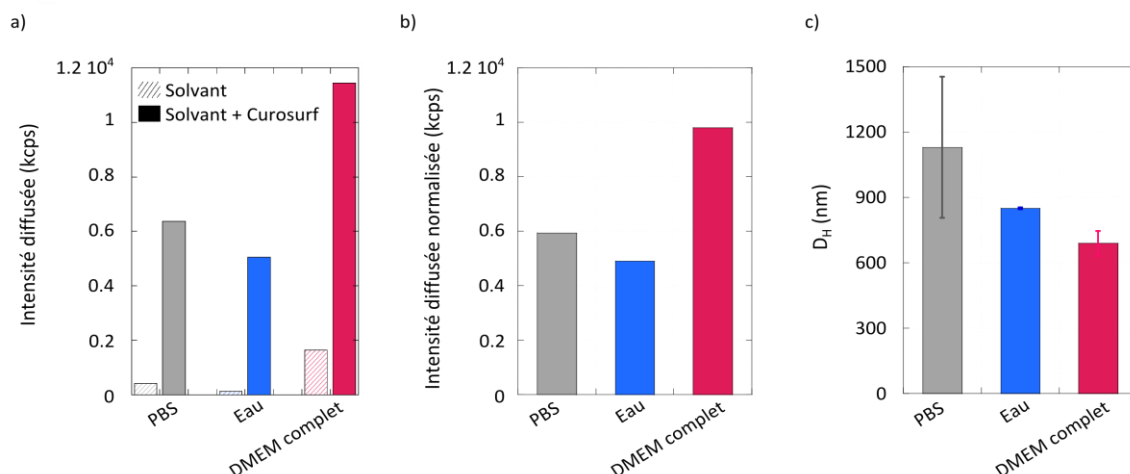 a)
Intensité diffusée (kcps)
1.2 10⁴
1
0.8
0.6
0.4
0.2
0
Solvant
Solvant + Curosurf
PBS
Eau
DMEM complet
b)
Intensité diffusée normalisée (kcps)
1.2 10⁴
1
0.8
0.6
0.4
0.2
0
PBS
Eau
DMEM complet
c)
D_H (nm)
1500
1200
900
600
300
0
PBS
Eau
DMEM complet